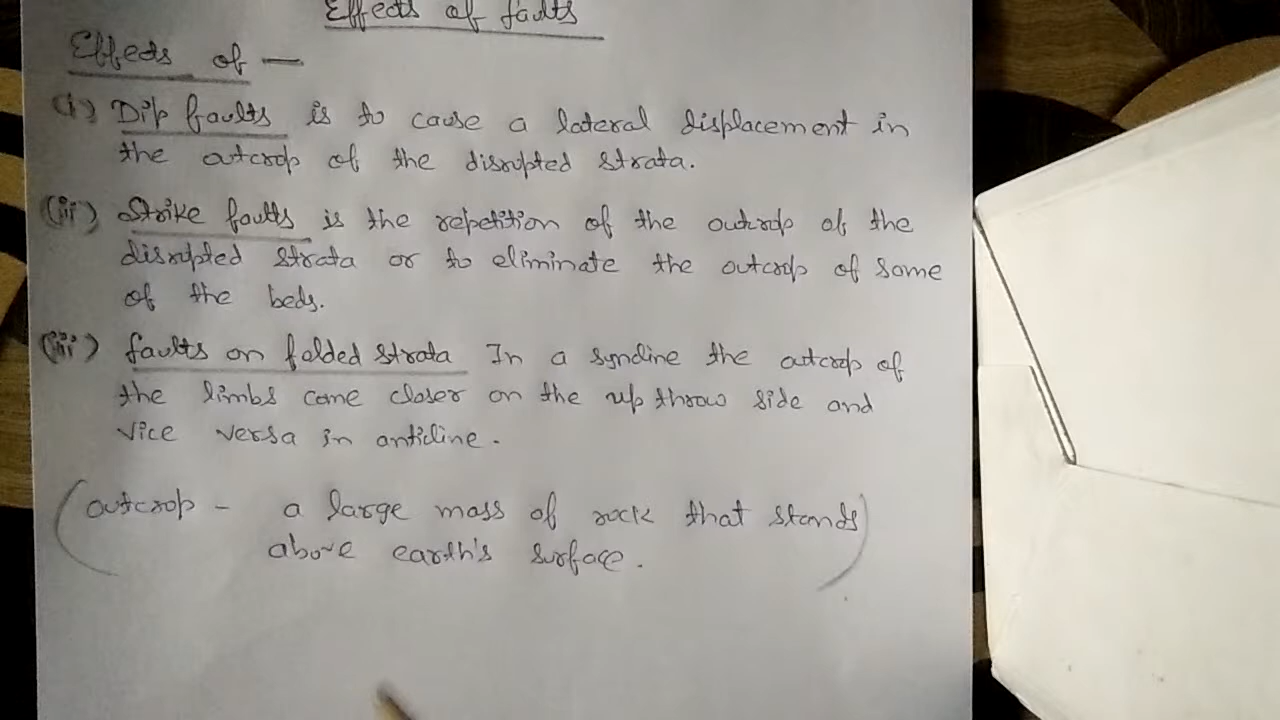 Effects of faults
Effects of —
(i) Dip faults is to cause a lateral displacement in
the outcrop of the disrupted strata.
(ii) Strike faults is the repetition of the outcrop of the
disrupted strata or to eliminate the outcrop of some
of the beds.
(iii) faults on folded strata In a syncline the outcrop of
the limbs come closer on the up throw side and
vice versa in anticline.
(outcrop - a large mass of rock that stands
above earth's surface.)